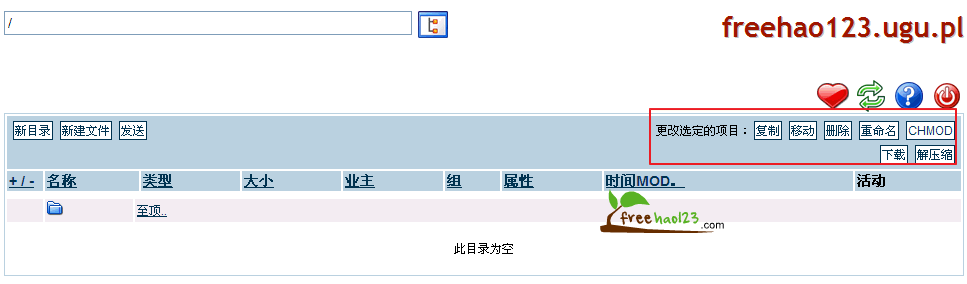 /
freehao123.ugu.pl
新目录 新建文件 发送 更改选定的项目： 复制 移动 删除 重命名 CHMOD
下载 解压缩
+ / - 名称 类型 大小 业主 组 属性 时间MOD。 活动
至顶..
freehao123.com
此目录为空